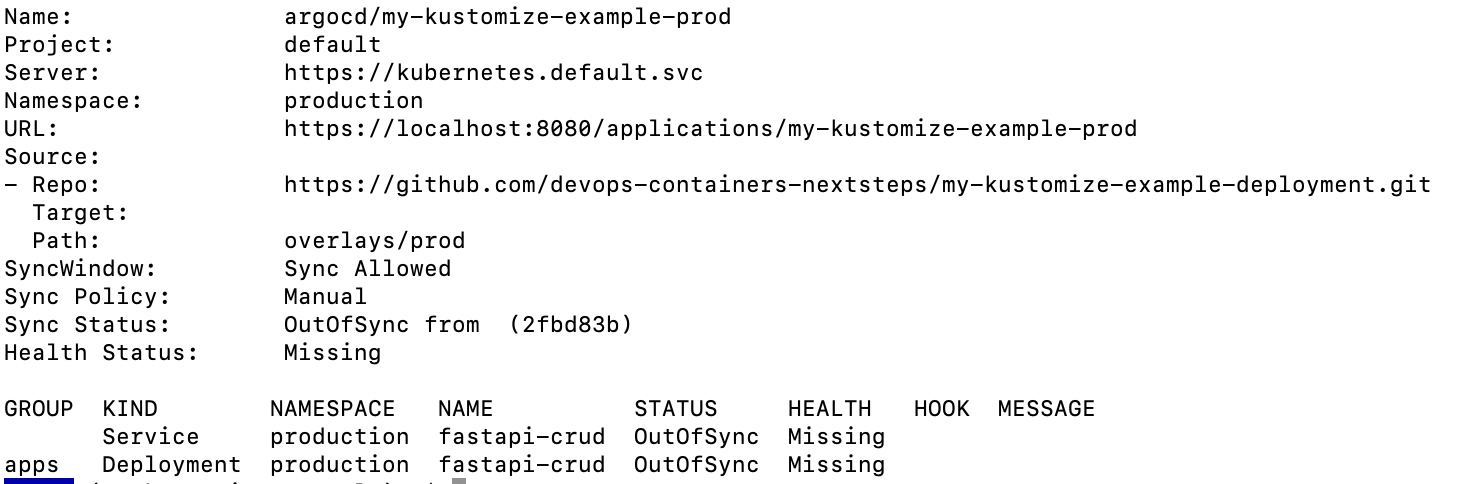 Name:               argocd/my-kustomize-example-prod
Project:            default
Server:             https://kubernetes.default.svc
Namespace:          production
URL:                https://localhost:8080/applications/my-kustomize-example-prod
Source:
- Repo:             https://github.com/devops-containers-nextsteps/my-kustomize-example-deployment.git
  Target:
  Path:             overlays/prod
SyncWindow:         Sync Allowed
Sync Policy:        Manual
Sync Status:        OutOfSync from  (2fbd83b)
Health Status:      Missing

GROUP  KIND        NAMESPACE   NAME          STATUS     HEALTH   HOOK  MESSAGE
       Service     production  fastapi-crud  OutOfSync  Missing
apps   Deployment  production  fastapi-crud  OutOfSync  Missing